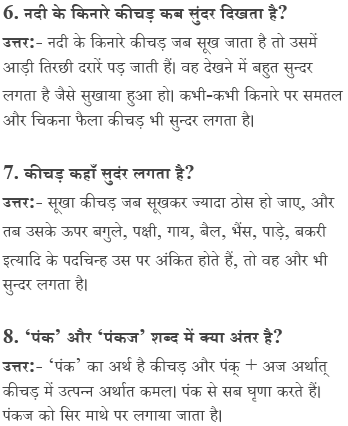 6. नदी के किनारे कीचड़ कब सुंदर दिखता है?
उत्तर:- नदी के किनारे कीचड़ जब सूख जाता है तो उसमें
आड़ी तिरछी दरारें पड़ जाती हैं। वह देखने में बहुत सुन्दर
लगता है जैसे सुखाया हुआ हो। कभी-कभी किनारे पर समतल
और चिकना फैला कीचड़ भी सुन्दर लगता है।
7. कीचड़ कहाँ सुदंर लगता है?
उत्तर:- सूखा कीचड़ जब सूखकर ज्यादा ठोस हो जाए, और
तब उसके ऊपर बगुले, पक्षी, गाय, बैल, भैंस, पाड़े, बकरी
इत्यादि के पदचिन्ह उस पर अंकित होते हैं, तो वह और भी
सुन्दर लगता है।
8. ‘पंक’ और ‘पंकज’ शब्द में क्या अंतर है?
उत्तर:- ‘पंक’ का अर्थ है कीचड़ और पंक् + अज अर्थात्
कीचड़ में उत्पन्न अर्थात कमल। पंक से सब घृणा करते हैं।
पंकज को सिर माथे पर लगाया जाता है।